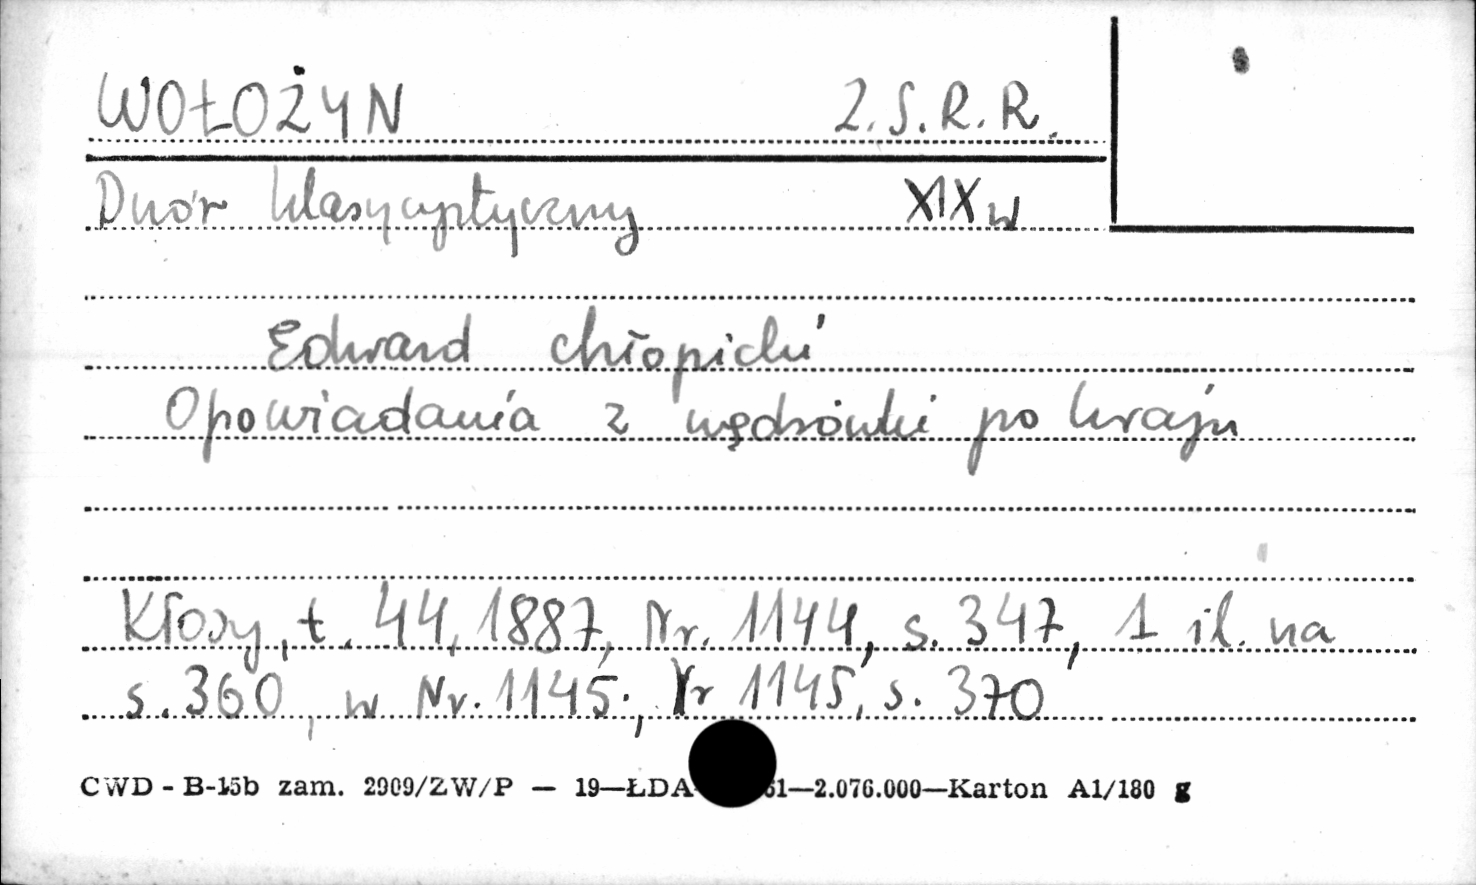 WOŁOŻYN Z.S.R.R.
Dwór klasycystyczny XIX w
Edward Chłopicki
Opowiadania z wędrówki po kraju
Kłosy, t. 44, 1887, Nr. 1144, s. 347, 1 il. na
s. 360, w Nr. 1145., Nr 1145, s. 370
CWD - B-15b zam. 2909/ZW/P — 19—ŁDA 61—2.076.000—Karton A1/180 g